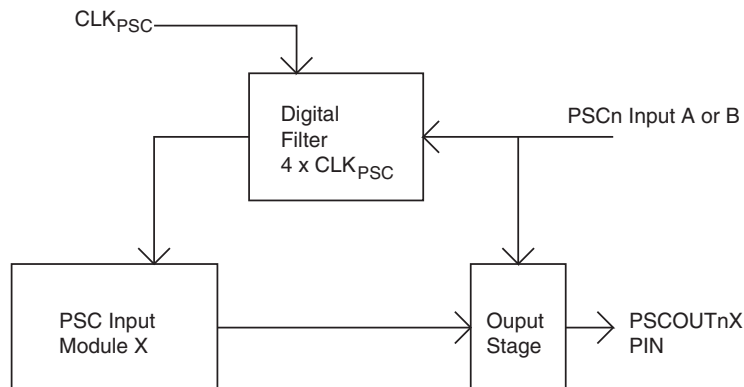 CLKPSC
Digital
Filter
4 x CLKPSC
PSCn Input A or B
PSC Input
Module X
Ouput
Stage
PSCOUTnX
PIN